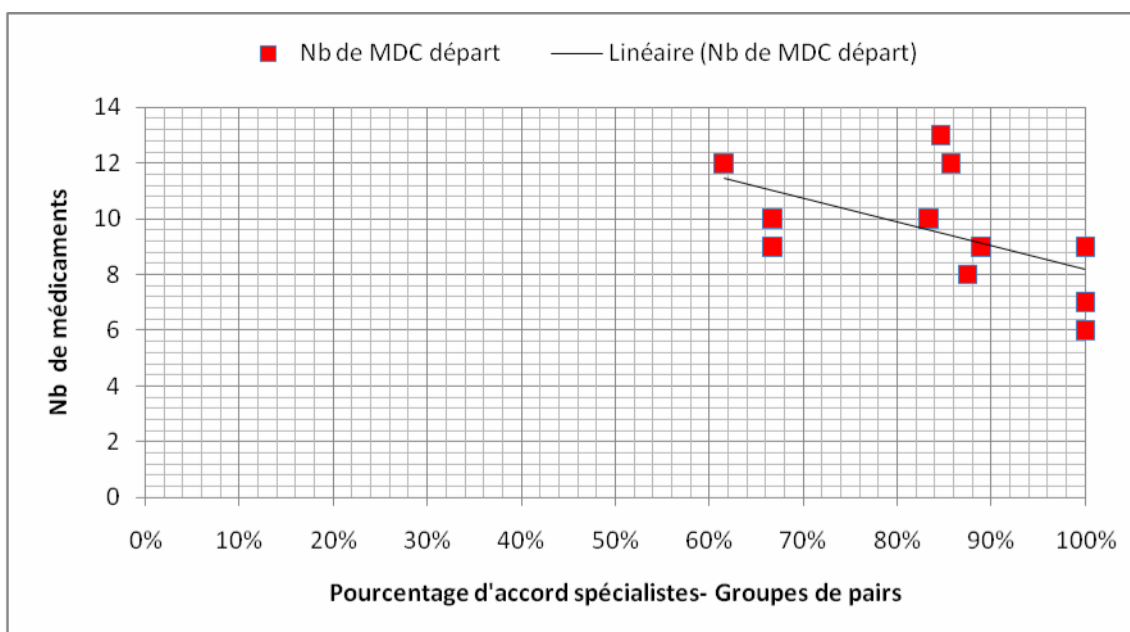 Nb de MDC départ Linéaire (Nb de MDC départ)
14
12
10
8
6
4
2
0
Nb de médicaments
0% 10% 20% 30% 40% 50% 60% 70% 80% 90% 100%
Pourcentage d'accord spécialistes- Groupes de pairs